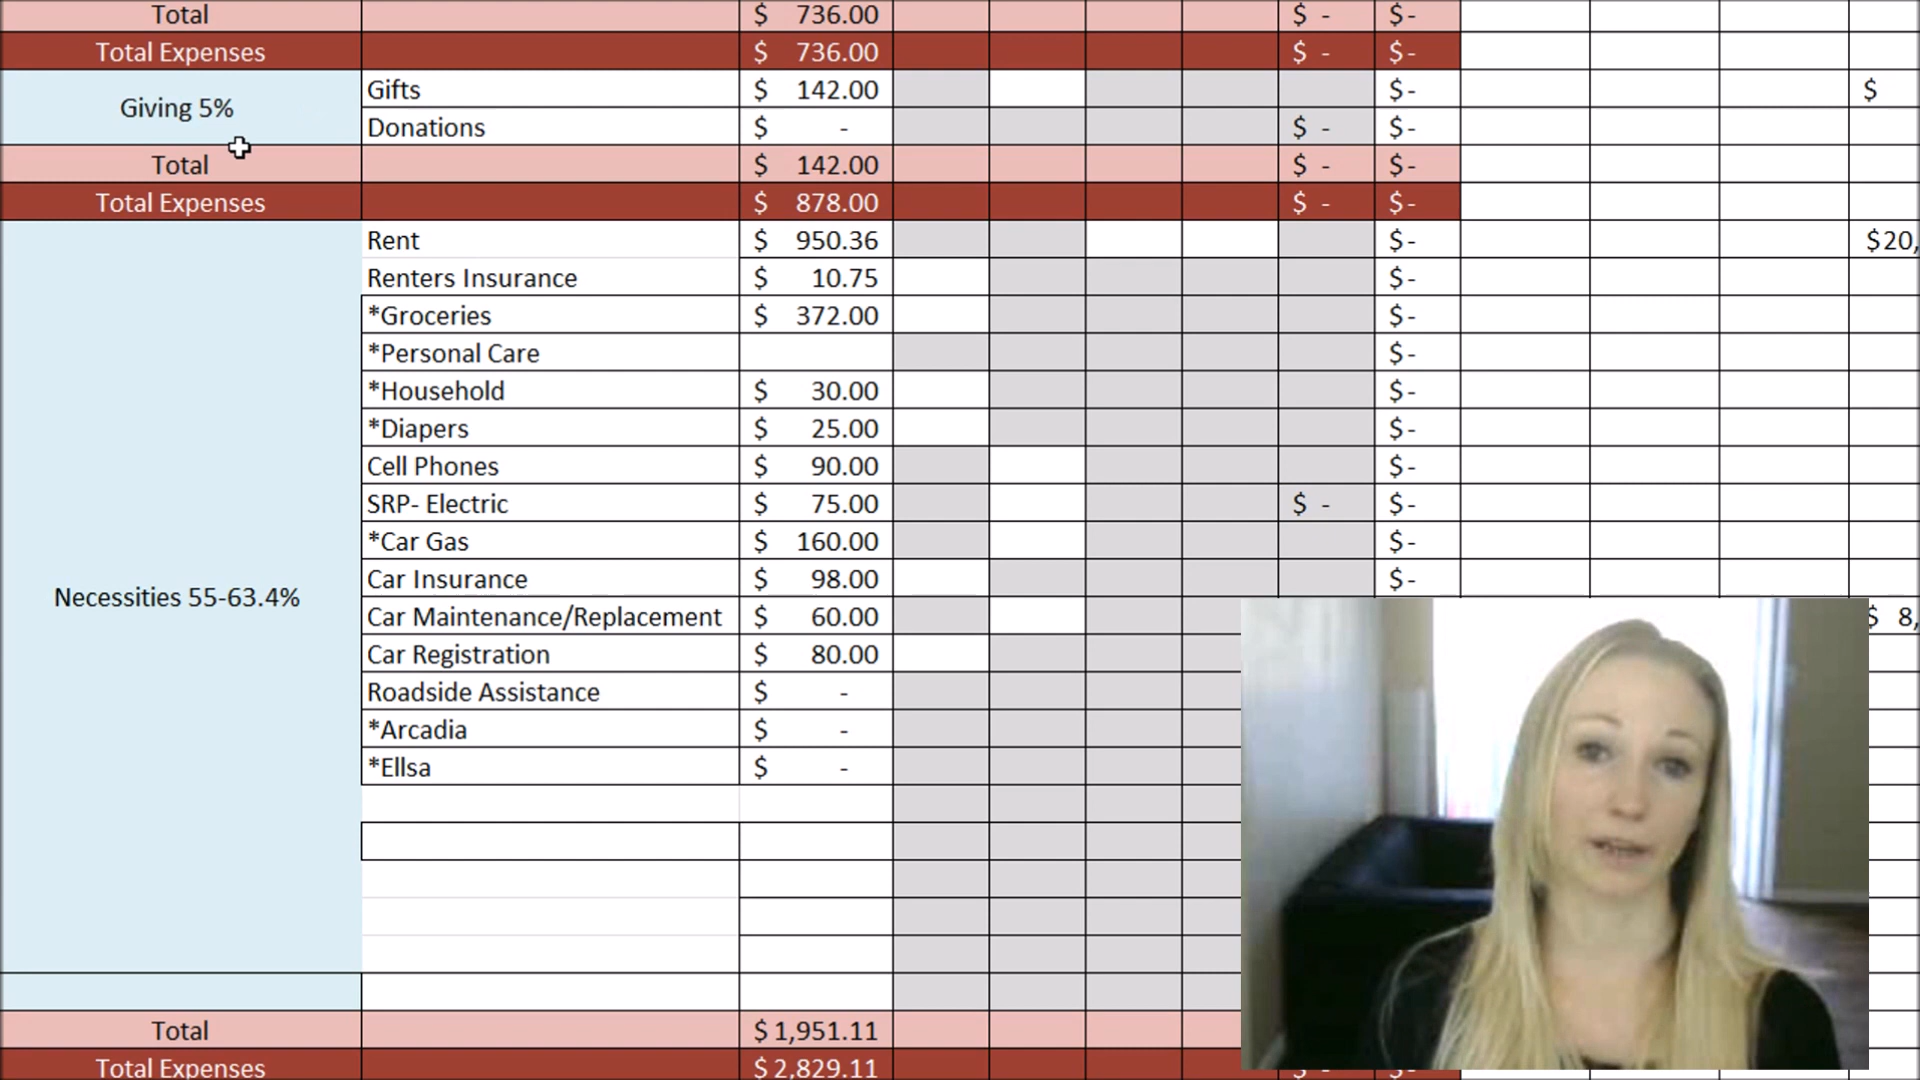 Total $ 736.00 $ - $-
Total Expenses $ 736.00 $ - $-
Giving 5%
Gifts $ 142.00 $- $
Donations $ - $ - $-
Total $ 142.00 $ - $-
Total Expenses $ 878.00 $ - $-
Necessities 55-63.4%
Rent $ 950.36 $- $20,
Renters Insurance $ 10.75 $-
*Groceries $ 372.00 $-
*Personal Care $-
*Household $ 30.00 $-
*Diapers $ 25.00 $-
Cell Phones $ 90.00 $-
SRP- Electric $ 75.00 $ - $-
*Car Gas $ 160.00 $-
Car Insurance $ 98.00 $-
Car Maintenance/Replacement $ 60.00 $ 8,
Car Registration $ 80.00
Roadside Assistance $ -
*Arcadia $ -
*Ellsa $ -
Total $ 1,951.11
Total Expenses $ 2,829.11